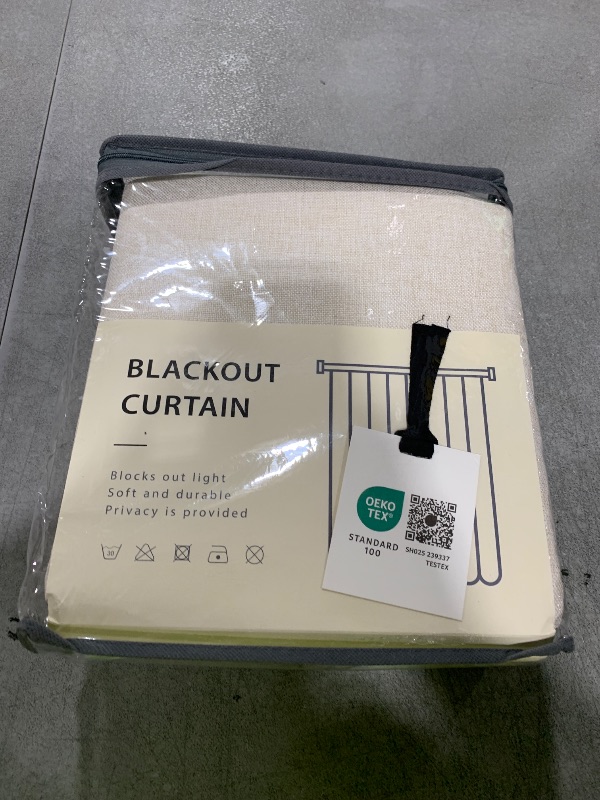 BLACKOUT
CURTAIN
Blocks out light
Soft and durable
Privacy is provided
30
OEKO
TEX®
STANDARD
100
SH025 239337
TESTEX